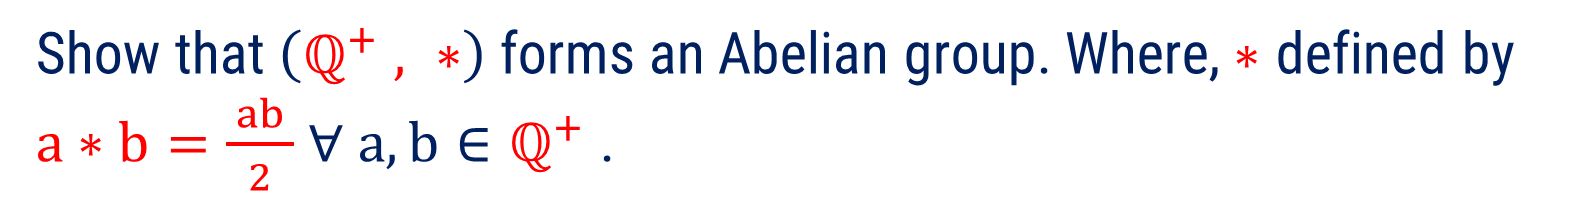 Show that (ℚ⁺ , *) forms an Abelian group. Where, * defined by
a * b = ab/2 ∀ a, b ∈ ℚ⁺ .